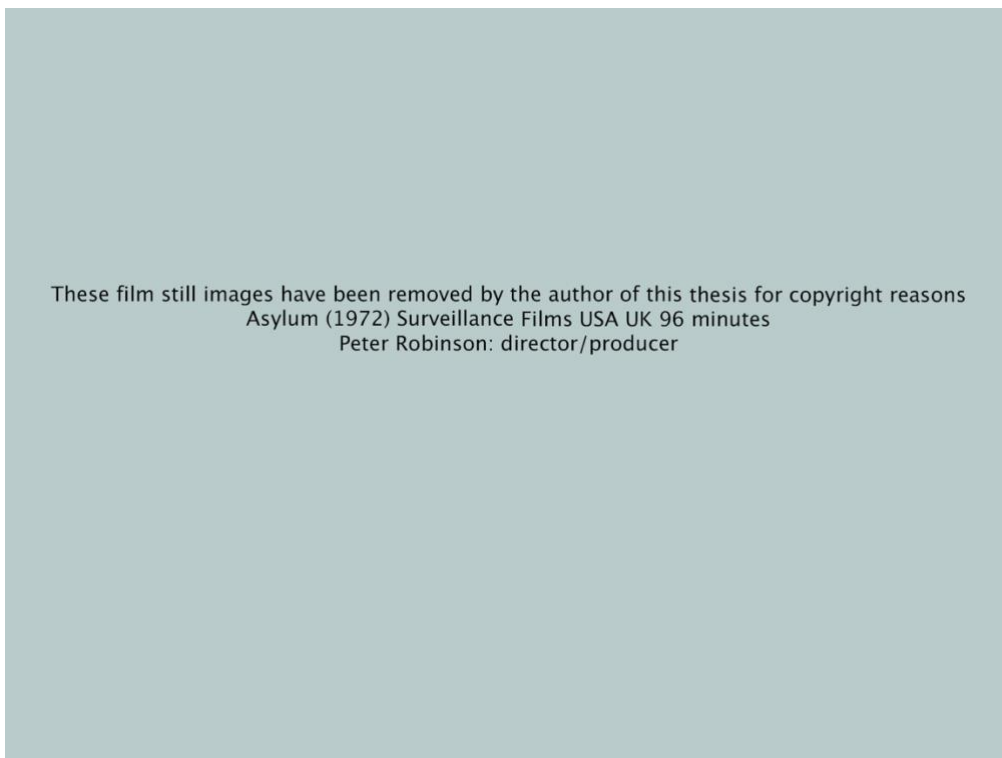 These film still images have been removed by the author of this thesis for copyright reasons
Asylum (1972) Surveillance Films USA UK 96 minutes
Peter Robinson: director/producer